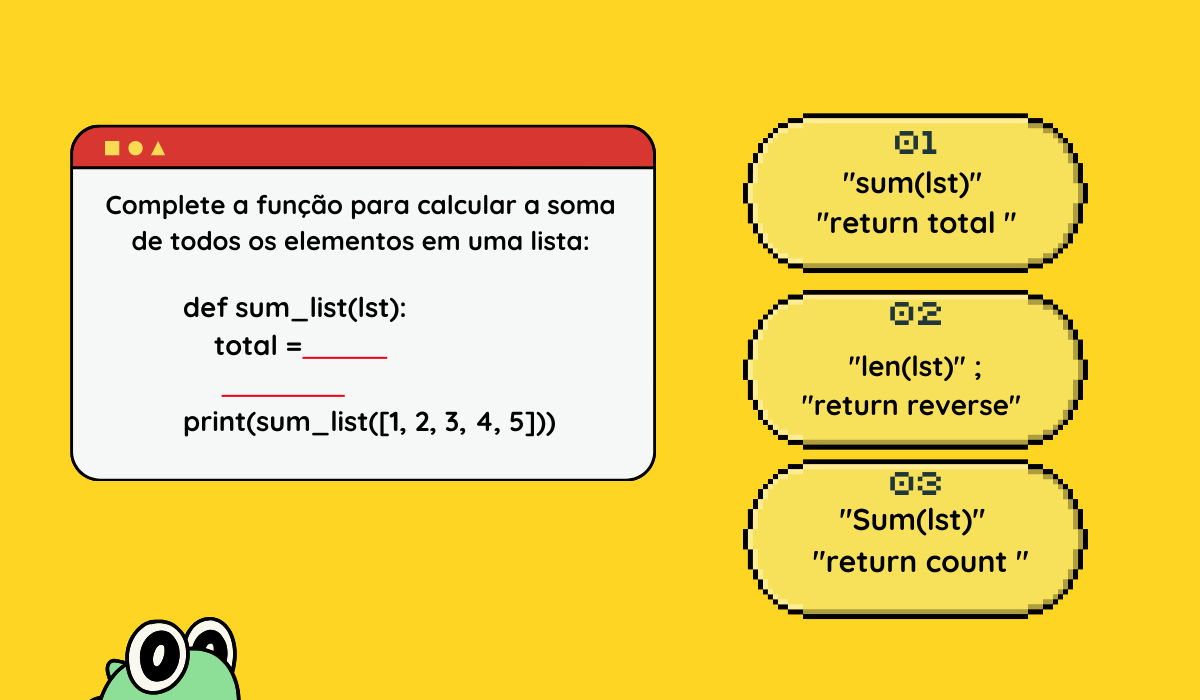 Complete a função para calcular a soma
de todos os elementos em uma lista:
def sum_list(lst):
total =______
_________
print(sum_list([1, 2, 3, 4, 5]))
01
"sum(lst)"
"return total "
02
"len(lst)" ;
"return reverse"
03
"Sum(lst)"
"return count "